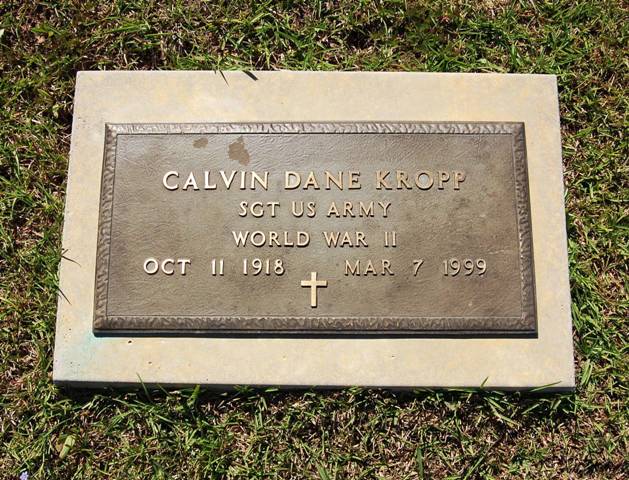 CALVIN DANE KROPP
SGT US ARMY
WORLD WAR II
OCT 11 1918 MAR 7 1999